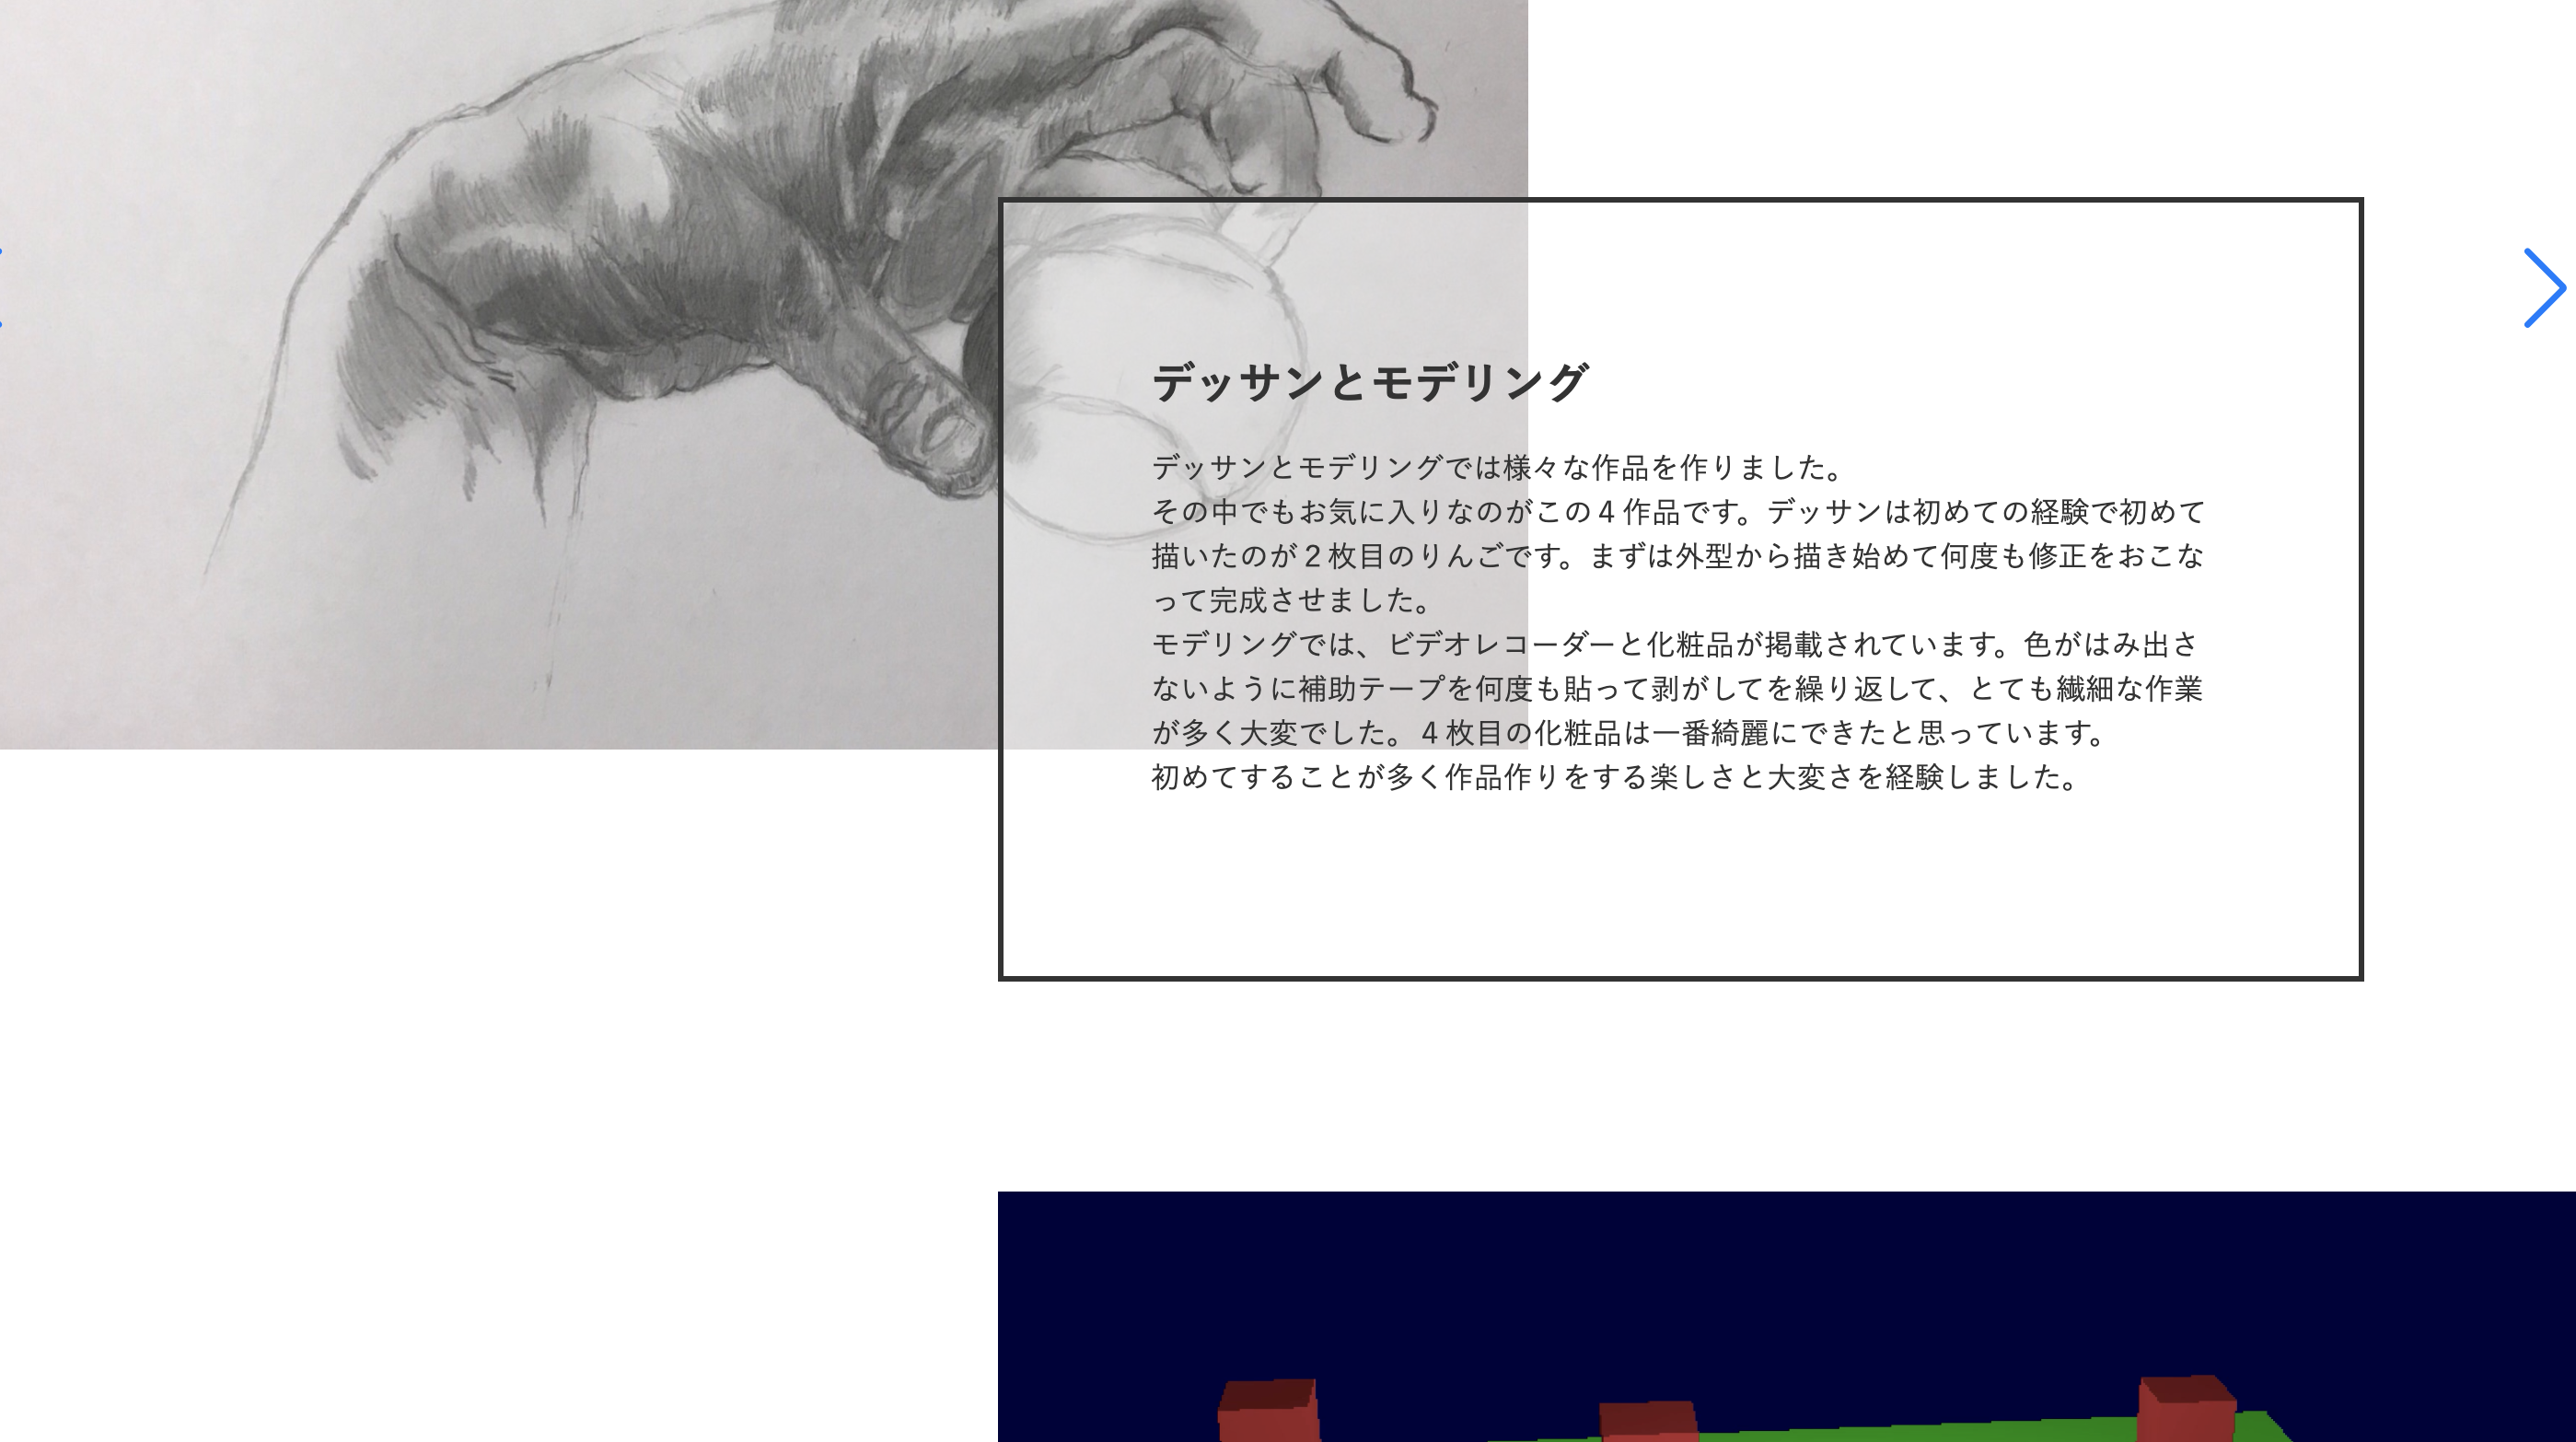 デッサンとモデリング
デッサンとモデリングでは様々な作品を作りました。
その中でもお気に入りなのがこの４作品です。デッサンは初めての経験で初めて
描いたのが２枚目のりんごです。まずは外型から描き始めて何度も修正をおこな
って完成させました。
モデリングでは、ビデオレコーダーと化粧品が掲載されています。色がはみ出さ
ないように補助テープを何度も貼って剥がしてを繰り返して、とても繊細な作業
が多く大変でした。４枚目の化粧品は一番綺麗にできたと思っています。
初めてすることが多く作品作りをする楽しさと大変さを経験しました。